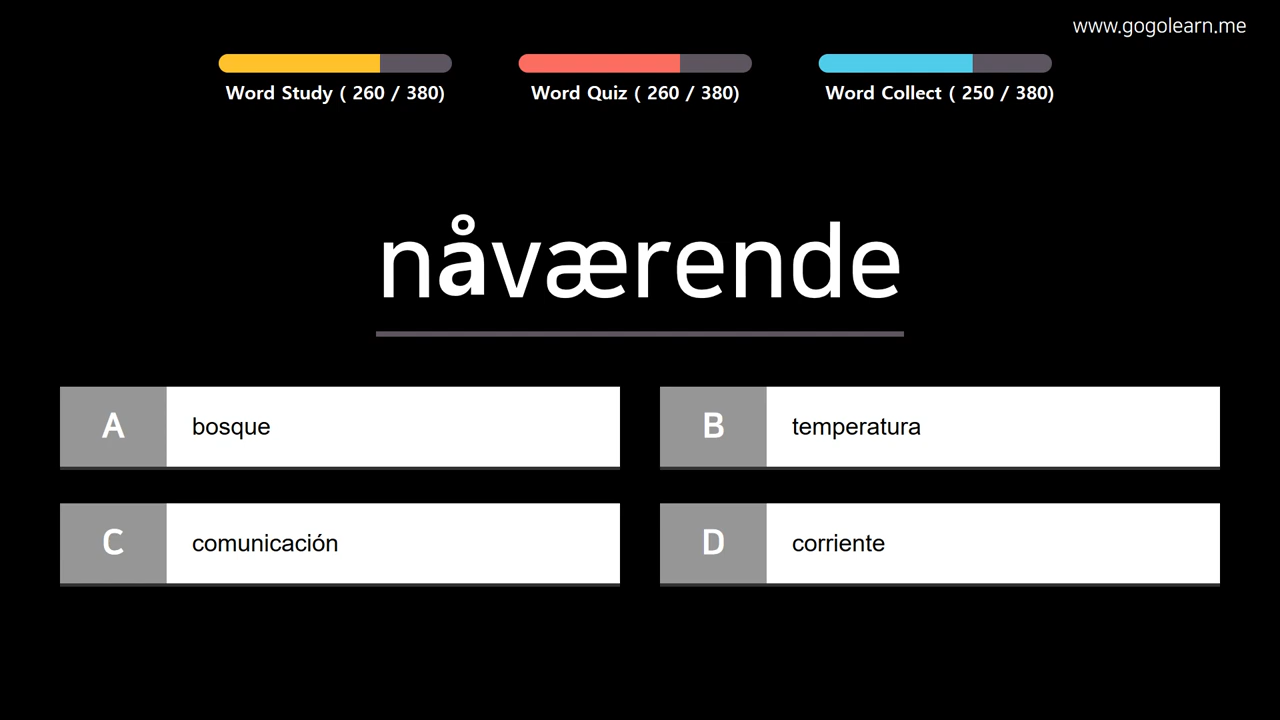 www.gogolearn.me
Word Study ( 260 / 380)
Word Quiz ( 260 / 380)
Word Collect ( 250 / 380)
nåværende
A bosque
B temperatura
C comunicación
D corriente